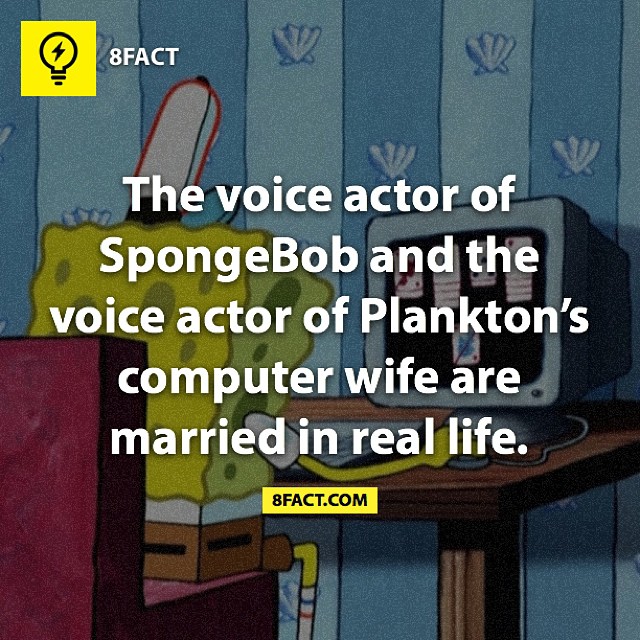 8FACT
The voice actor of
SpongeBob and the
voice actor of Plankton’s
computer wife are
married in real life.
8FACT.COM